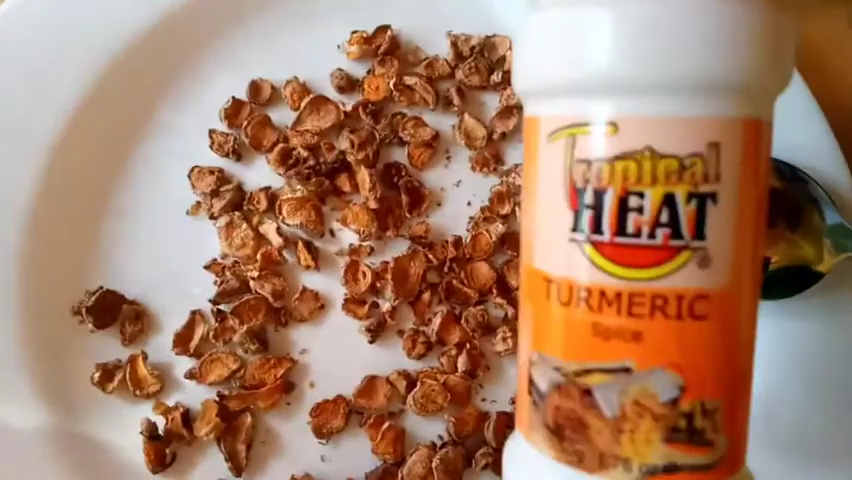 Tropical
HEAT
®
TURMERIC
Spice